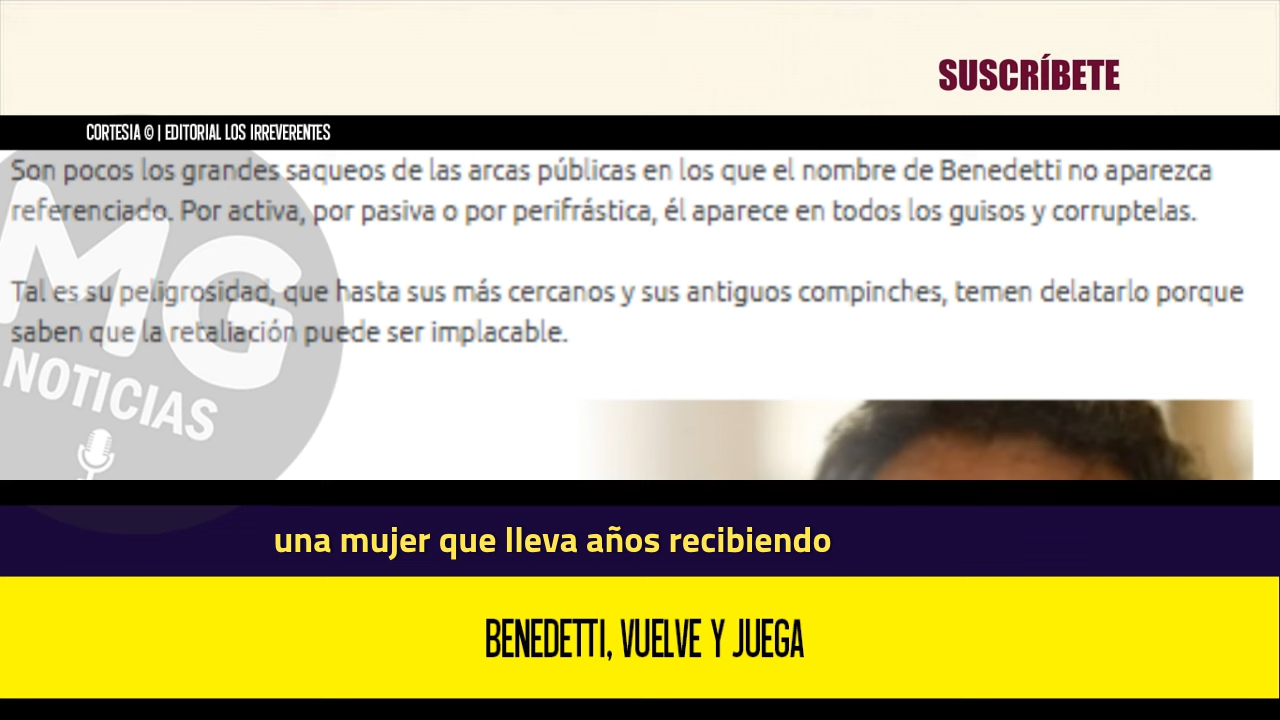 SUSCRÍBETE
CORTESIA © | EDITORIAL LOS IRREVERENTES
Son pocos los grandes saqueos de las arcas públicas en los que el nombre de Benedetti no aparezca
referenciado. Por activa, por pasiva o por perifrástica, él aparece en todos los guisos y corruptelas.
Tal es su peligrosidad, que hasta sus más cercanos y sus antiguos compinches, temen delatarlo porque
saben que la retaliación puede ser implacable.
MG
NOTICIAS
una mujer que lleva años recibiendo
BENEDETTI, VUELVE Y JUEGA